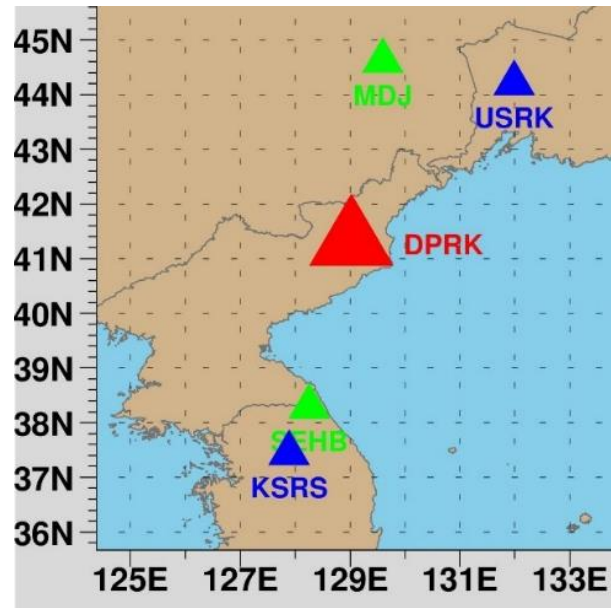 45N
44N
MDJ
USRK
43N
42N
DPRK
41N
40N
39N
38N
SEHB
37N
KSRS
36N
125E 127E 129E 131E 133E